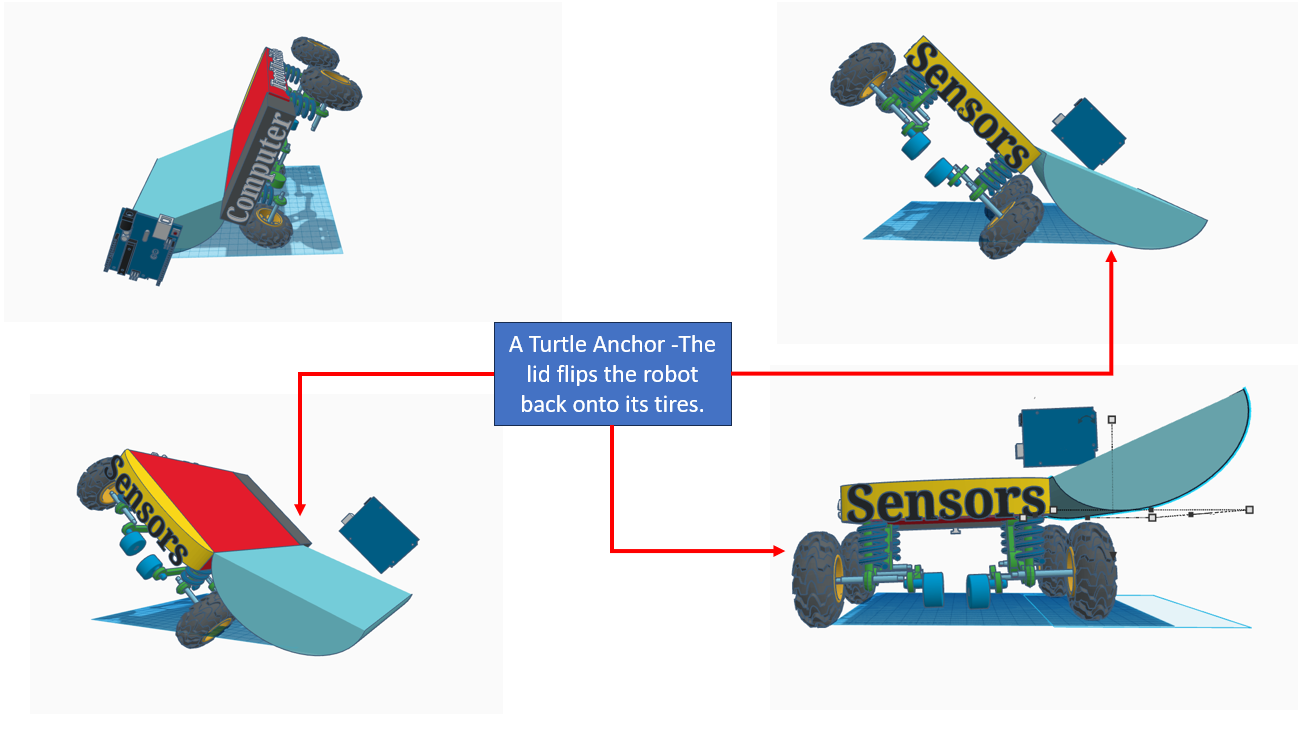 Computer
Sensors
A Turtle Anchor -The
lid flips the robot
back onto its tires.
Sensors
Sensors